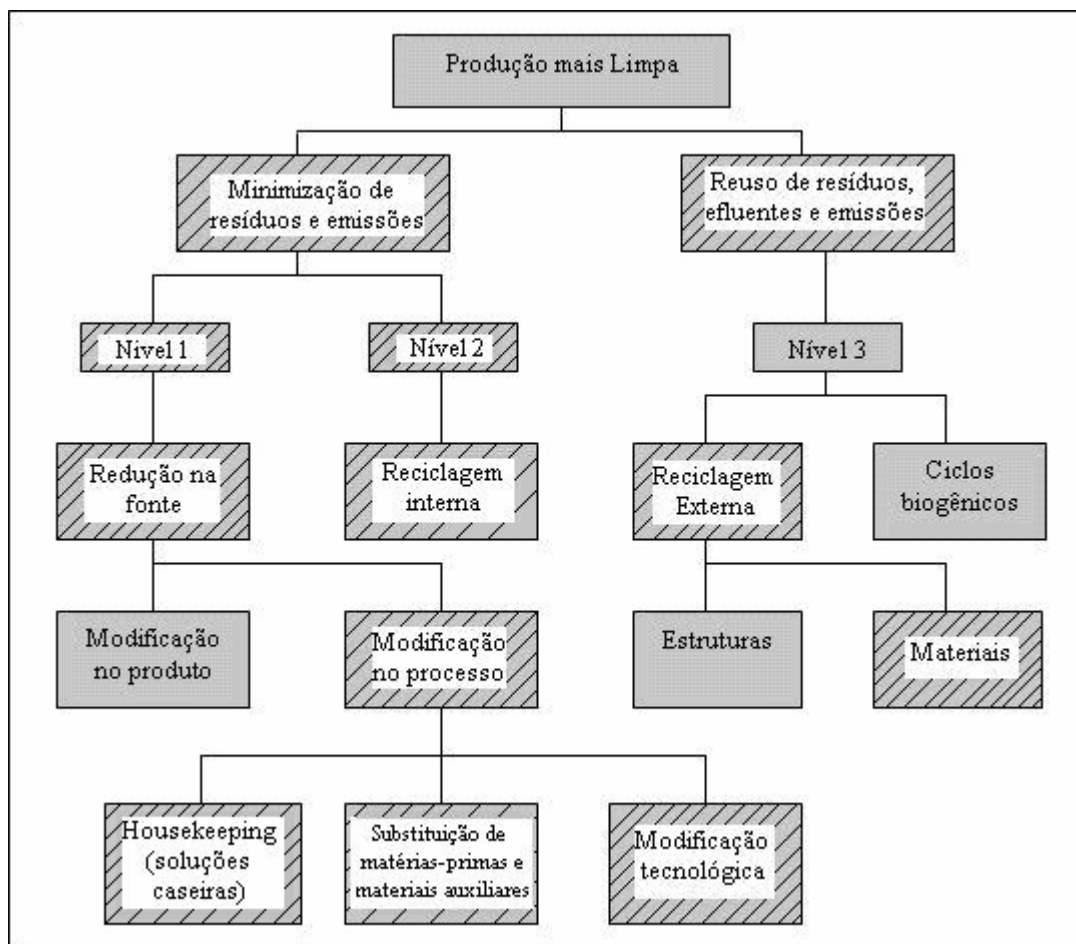 Produção mais Limpa
Minimização de
resíduos e emissões
Reuso de resíduos,
efluentes e emissões
Nível 1
Nível 2
Nível 3
Redução na
fonte
Reciclagem
interna
Reciclagem
Externa
Ciclos
biogênicos
Modificação
no produto
Modificação
no processo
Estruturas
Materiais
Housekeeping
(soluções
caseiras)
Substituição de
matérias-primas e
materiais auxiliares
Modificação
tecnológica